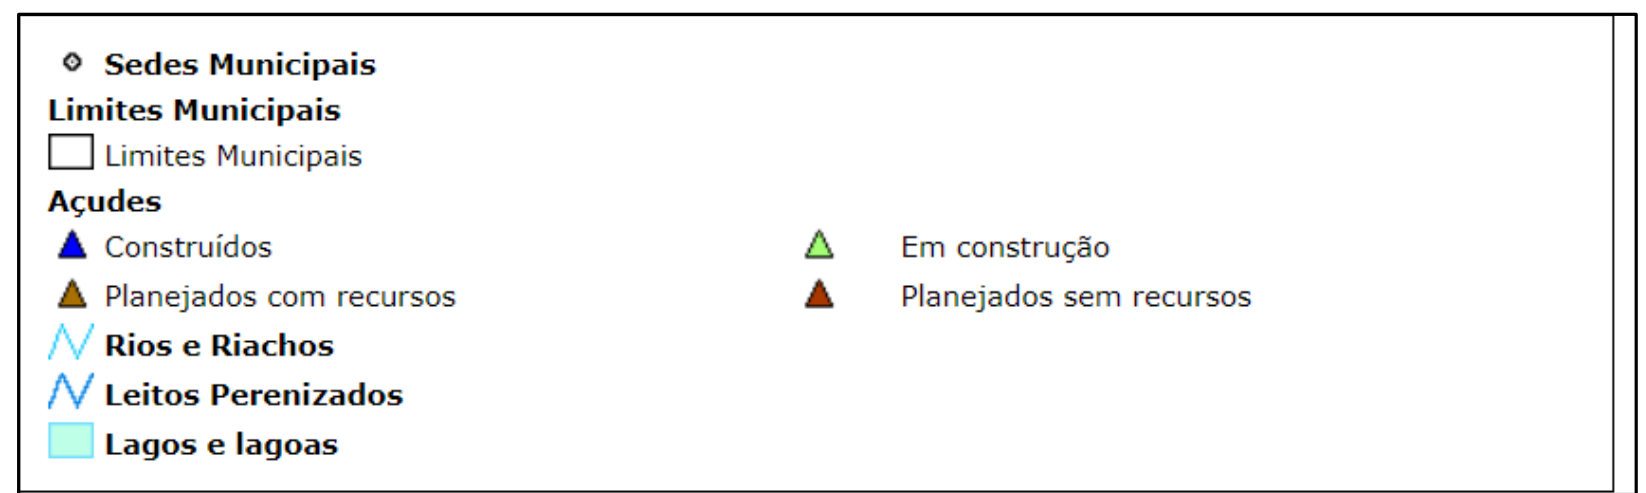 Sedes Municipais
Limites Municipais
Limites Municipais
Açudes
Construídos Em construção
Planejados com recursos Planejados sem recursos
Rios e Riachos
Leitos Perenizados
Lagos e lagoas